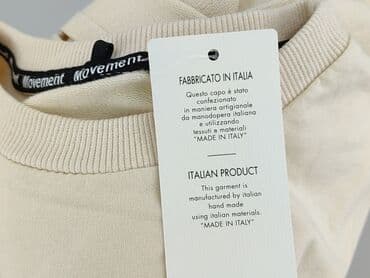 Movement Movement
FABBRICATO IN ITALIA
Questo capo è stato
confezionato
in maniera artigianale
da manodopera italiana
e utilizzando
tessuti e materiali
"MADE IN ITALY"
ITALIAN PRODUCT
This garment is
manufactured by italian
hand made
using italian materials.
"MADE IN ITALY"